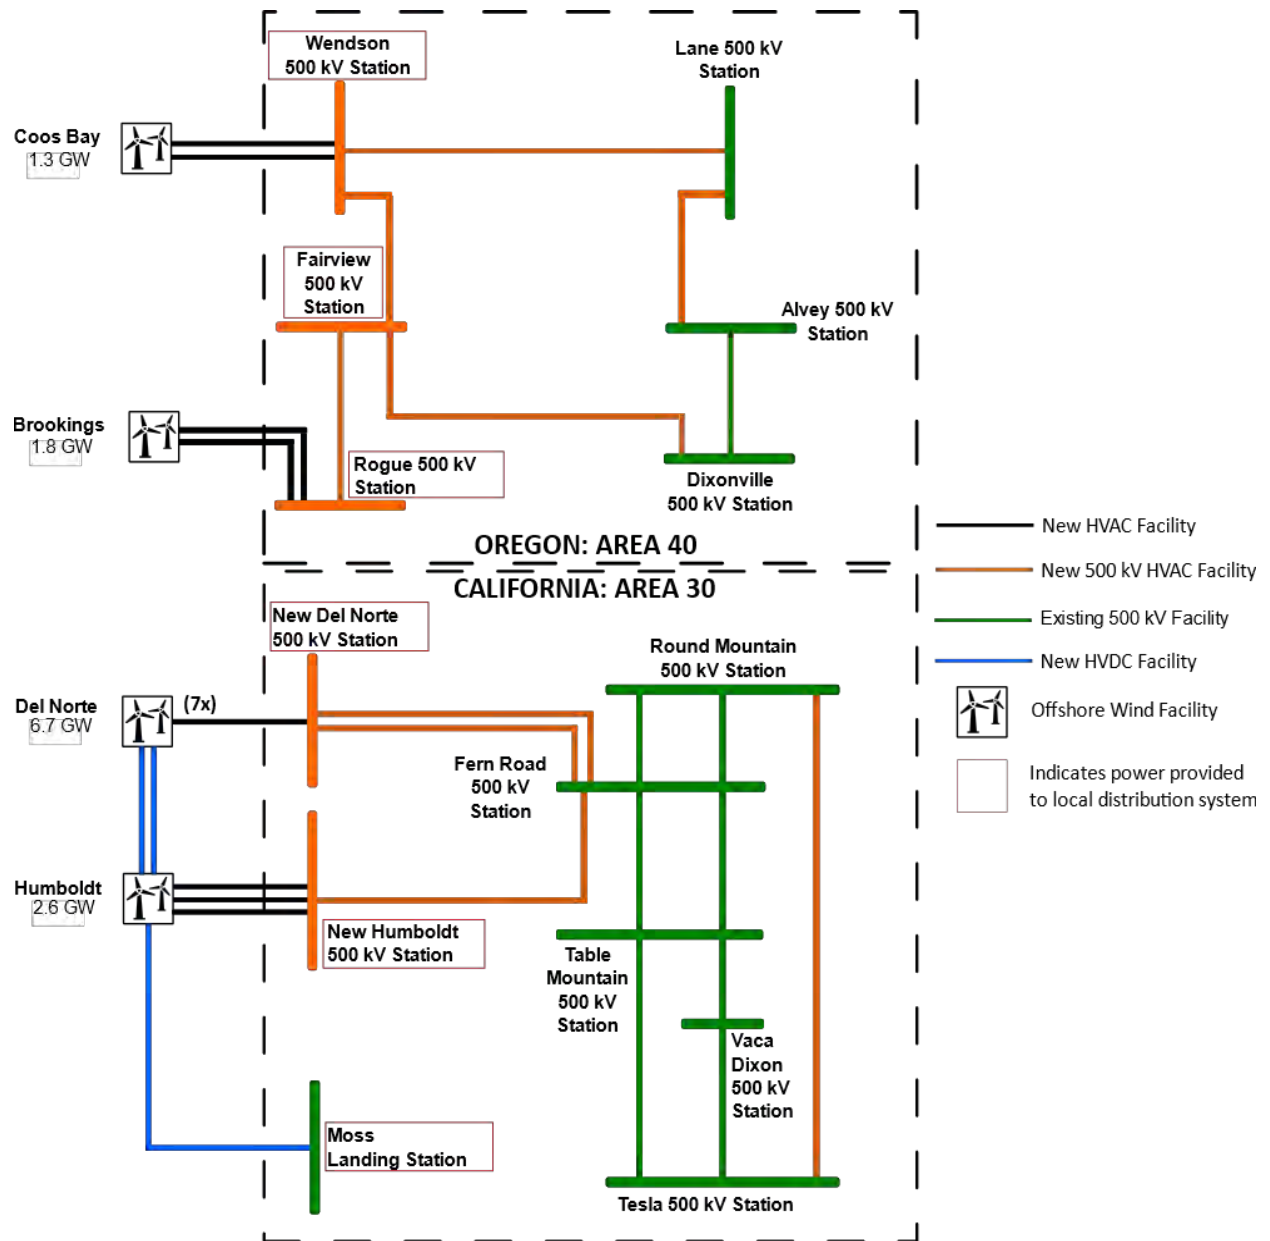 Wendson
500 kV Station
Lane 500 kV
Station
Coos Bay
1.3 GW
Fairview
500 kV
Station
Alvey 500 kV
Station
Brookings
1.8 GW
Rogue 500 kV
Station
Dixonville
500 kV Station
OREGON: AREA 40
CALIFORNIA: AREA 30
New HVAC Facility
New 500 kV HVAC Facility
Existing 500 kV Facility
New HVDC Facility
Offshore Wind Facility
Indicates power provided
to local distribution system
New Del Norte
500 kV Station
Round Mountain
500 kV Station
Del Norte
6.7 GW
(7x)
Fern Road
500 kV
Station
Humboldt
2.6 GW
New Humboldt
500 kV Station
Table
Mountain
500 kV
Station
Vaca
Dixon
500 kV
Station
Moss
Landing Station
Tesla 500 kV Station